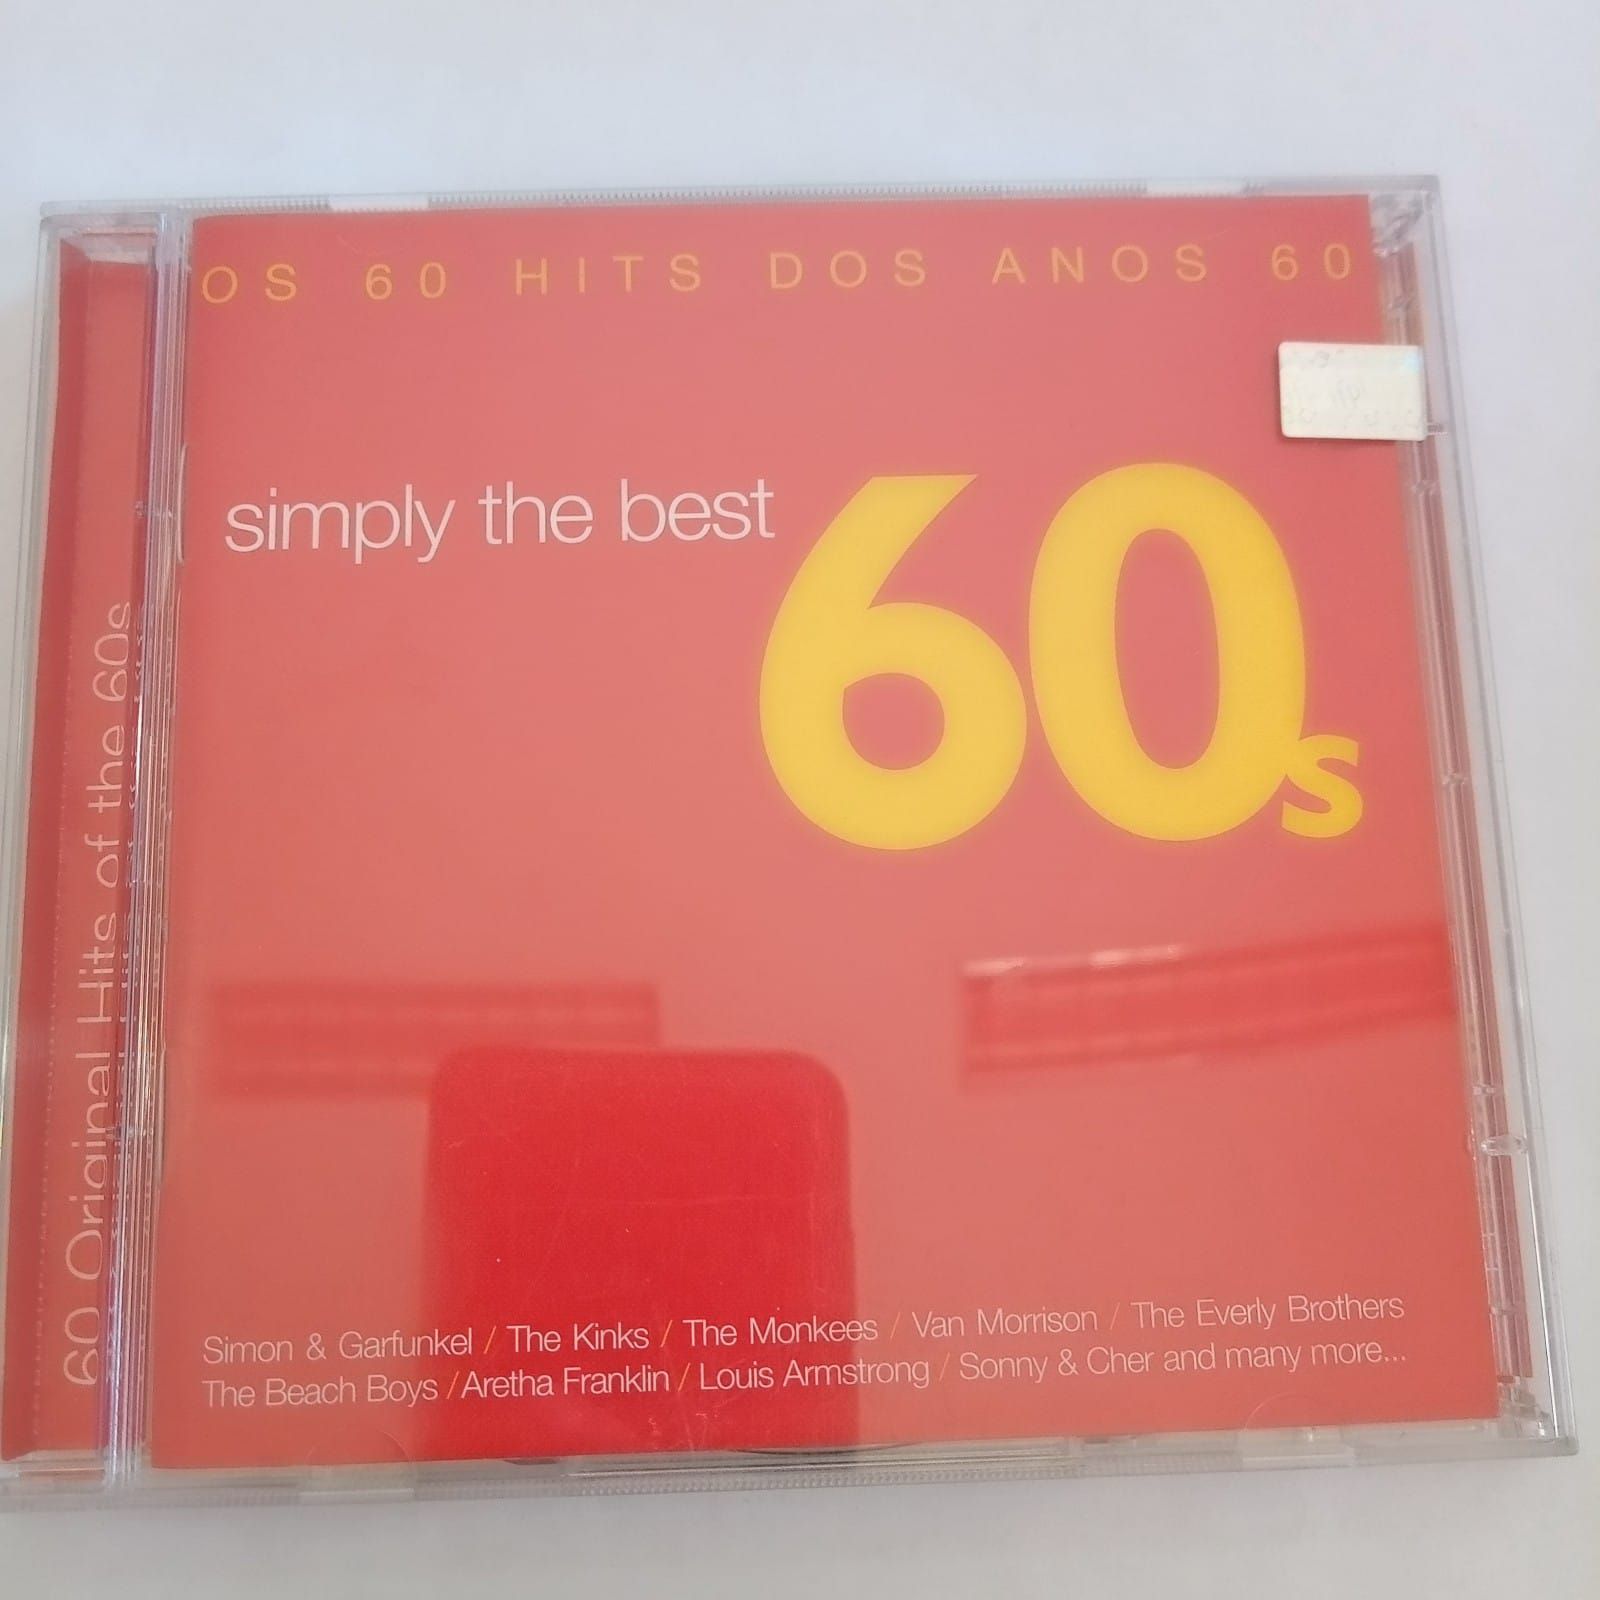 OS 60 HITS DOS ANOS 60
simply the best
60s
60 Original Hits of the 60s
Simon & Garfunkel / The Kinks / The Monkees / Van Morrison / The Everly Brothers
The Beach Boys / Aretha Franklin / Louis Armstrong / Sonny & Cher and many more...